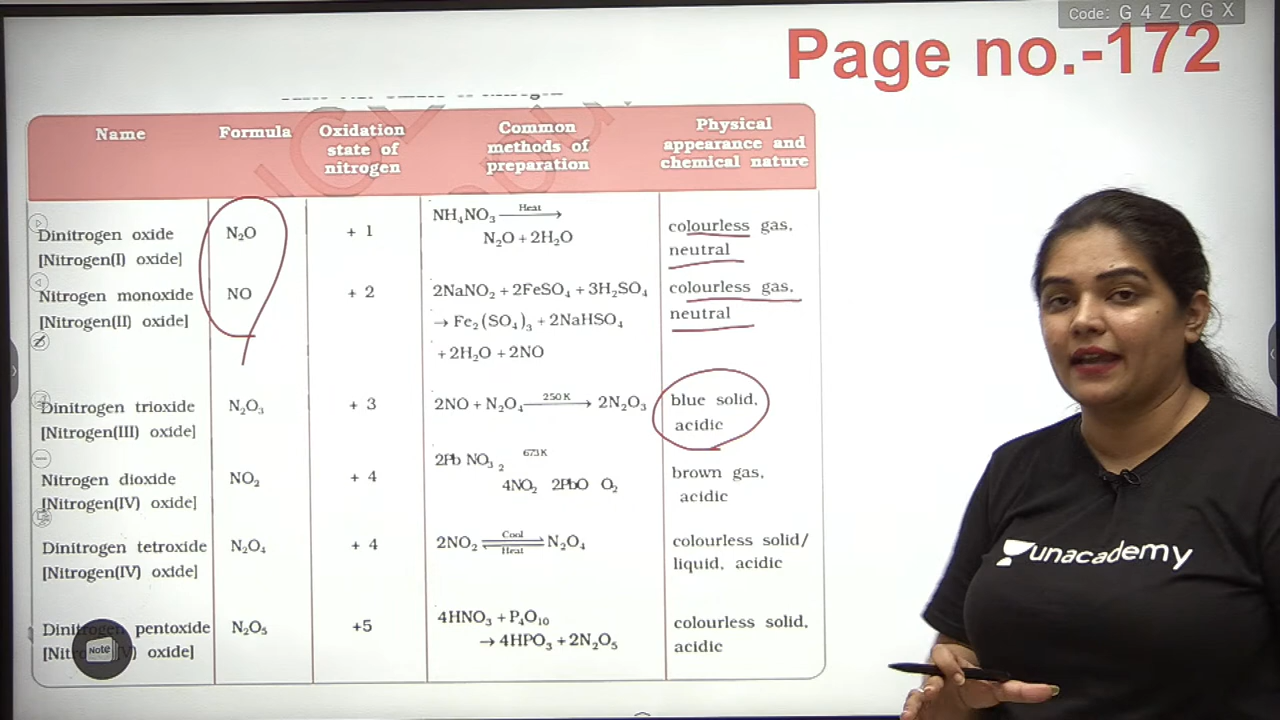 Code: G4ZCGX
Page no.-172
Name
Formula
Oxidation
state of
nitrogen
Common
methods of
preparation
Physical
appearance and
chemical nature
Dinitrogen oxide
[Nitrogen(I) oxide]
N₂O
+ 1
NH₄NO₃ —Heat→
N₂O + 2H₂O
colourless gas,
neutral
Nitrogen monoxide
[Nitrogen(II) oxide]
NO
+ 2
2NaNO₂ + 2FeSO₄ + 3H₂SO₄
→ Fe₂(SO₄)₃ + 2NaHSO₄
+ 2H₂O + 2NO
colourless gas,
neutral
Dinitrogen trioxide
[Nitrogen(III) oxide]
N₂O₃
+ 3
2NO + N₂O₄ —250 K→ 2N₂O₃
blue solid,
acidic
Nitrogen dioxide
[Nitrogen(IV) oxide]
NO₂
+ 4
2Pb NO₃ ₂ 673K
4NO₂ 2PbO O₂
brown gas,
acidic
Dinitrogen tetroxide
[Nitrogen(IV) oxide]
N₂O₄
+ 4
2NO₂ ⇌ N₂O₄
Cool
Heat
colourless solid/
liquid, acidic
pentoxide
oxide]
N₂O₅
+5
4HNO₃ + P₄O₁₀
→ 4HPO₃ + 2N₂O₅
colourless solid,
acidic
Note
unacademy